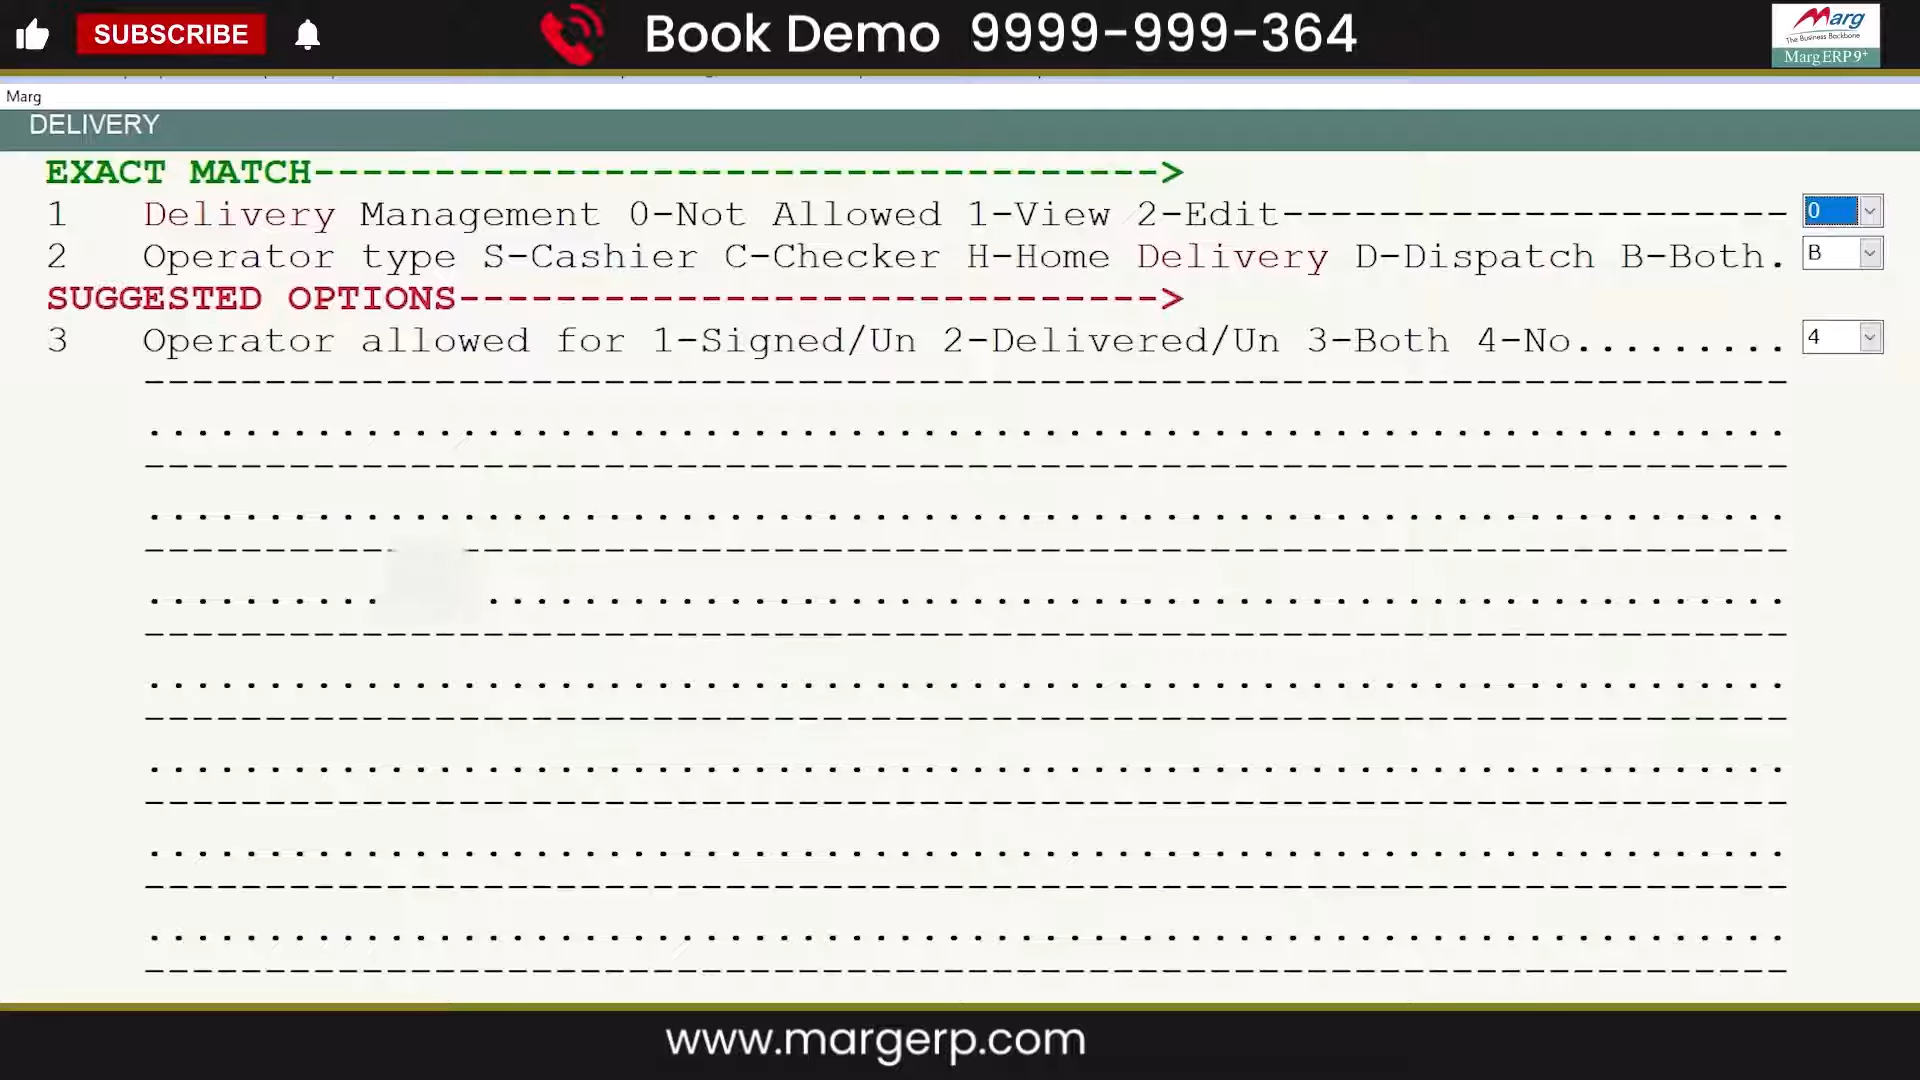 SUBSCRIBE
Book Demo 9999-999-364
Marg
The Business Backbone
Marg ERP 9+
Marg
DELIVERY
EXACT MATCH----------------------------------->
1 Delivery Management 0-Not Allowed 1-View 2-Edit--------------------- 0
2 Operator type S-Cashier C-Checker H-Home Delivery D-Dispatch B-Both. B
SUGGESTED OPTIONS----------------------------->
3 Operator allowed for 1-Signed/Un 2-Delivered/Un 3-Both 4-No......... 4
www.margerp.com